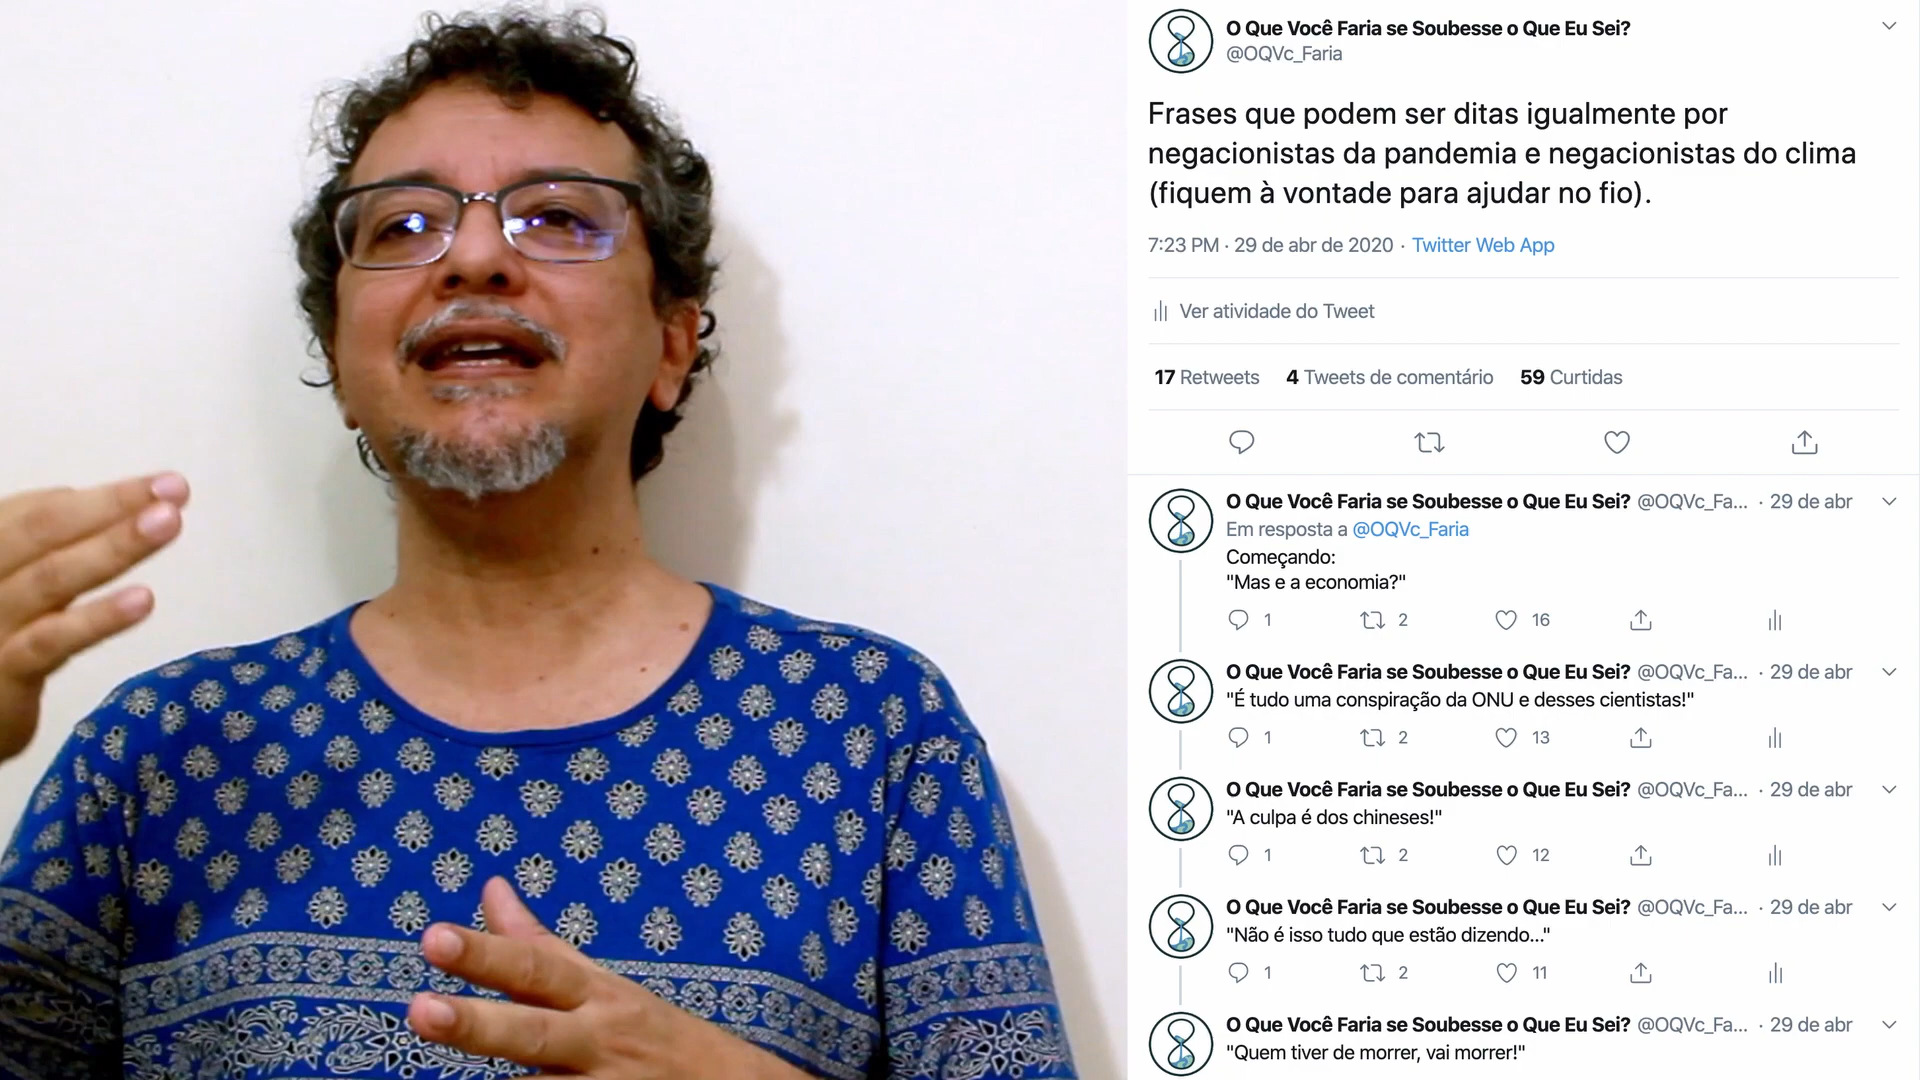 O Que Você Faria se Soubesse o Que Eu Sei?
@OQVc_Faria
Frases que podem ser ditas igualmente por
negacionistas da pandemia e negacionistas do clima
(fiquem à vontade para ajudar no fio).
7:23 PM · 29 de abr de 2020 · Twitter Web App
Ver atividade do Tweet
17 Retweets 4 Tweets de comentário 59 Curtidas
O Que Você Faria se Soubesse o Que Eu Sei? @OQVc_Fa... · 29 de abr
Em resposta a @OQVc_Faria
Começando:
"Mas e a economia?"
1 2 16
O Que Você Faria se Soubesse o Que Eu Sei? @OQVc_Fa... · 29 de abr
"É tudo uma conspiração da ONU e desses cientistas!"
1 2 13
O Que Você Faria se Soubesse o Que Eu Sei? @OQVc_Fa... · 29 de abr
"A culpa é dos chineses!"
1 2 12
O Que Você Faria se Soubesse o Que Eu Sei? @OQVc_Fa... · 29 de abr
"Não é isso tudo que estão dizendo..."
1 2 11
O Que Você Faria se Soubesse o Que Eu Sei? @OQVc_Fa... · 29 de abr
"Quem tiver de morrer, vai morrer!"